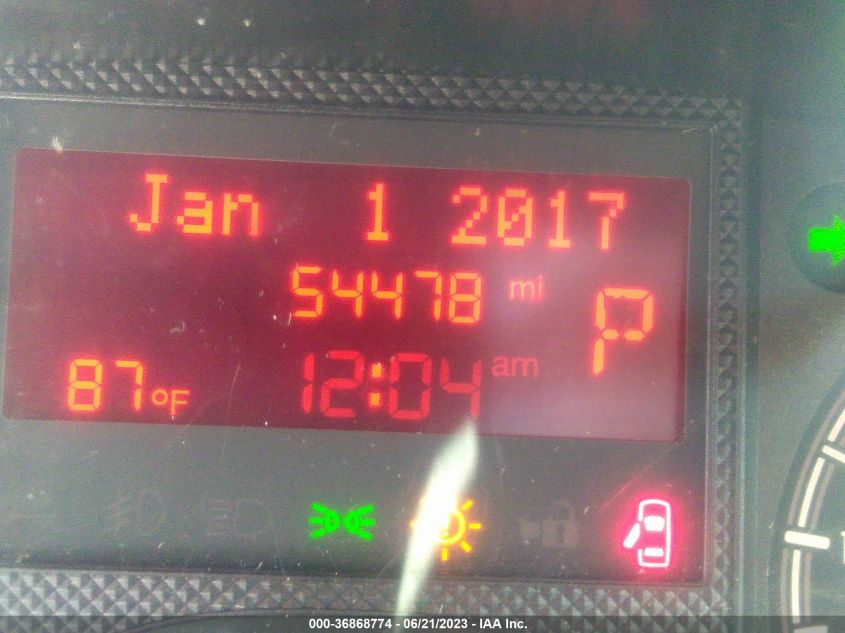 Jan 1 2017
54478 mi
P
87°F 12:04 am
000-36868774 - 06/21/2023 - IAA Inc.